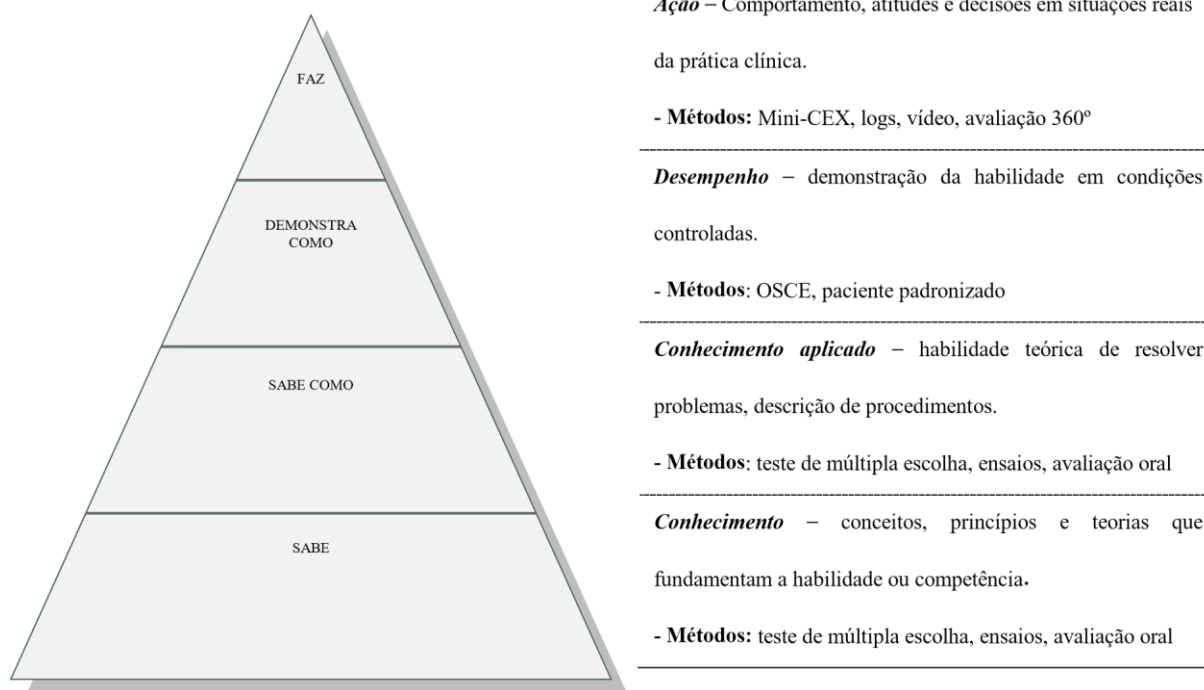 FAZ
DEMONSTRA
COMO
SABE COMO
SABE
Ação – Comportamento, atitudes e decisões em situações reais
da prática clínica.
- Métodos: Mini-CEX, logs, vídeo, avaliação 360º
Desempenho – demonstração da habilidade em condições
controladas.
- Métodos: OSCE, paciente padronizado
Conhecimento aplicado – habilidade teórica de resolver
problemas, descrição de procedimentos.
- Métodos: teste de múltipla escolha, ensaios, avaliação oral
Conhecimento – conceitos, princípios e teorias que
fundamentam a habilidade ou competência.
- Métodos: teste de múltipla escolha, ensaios, avaliação oral